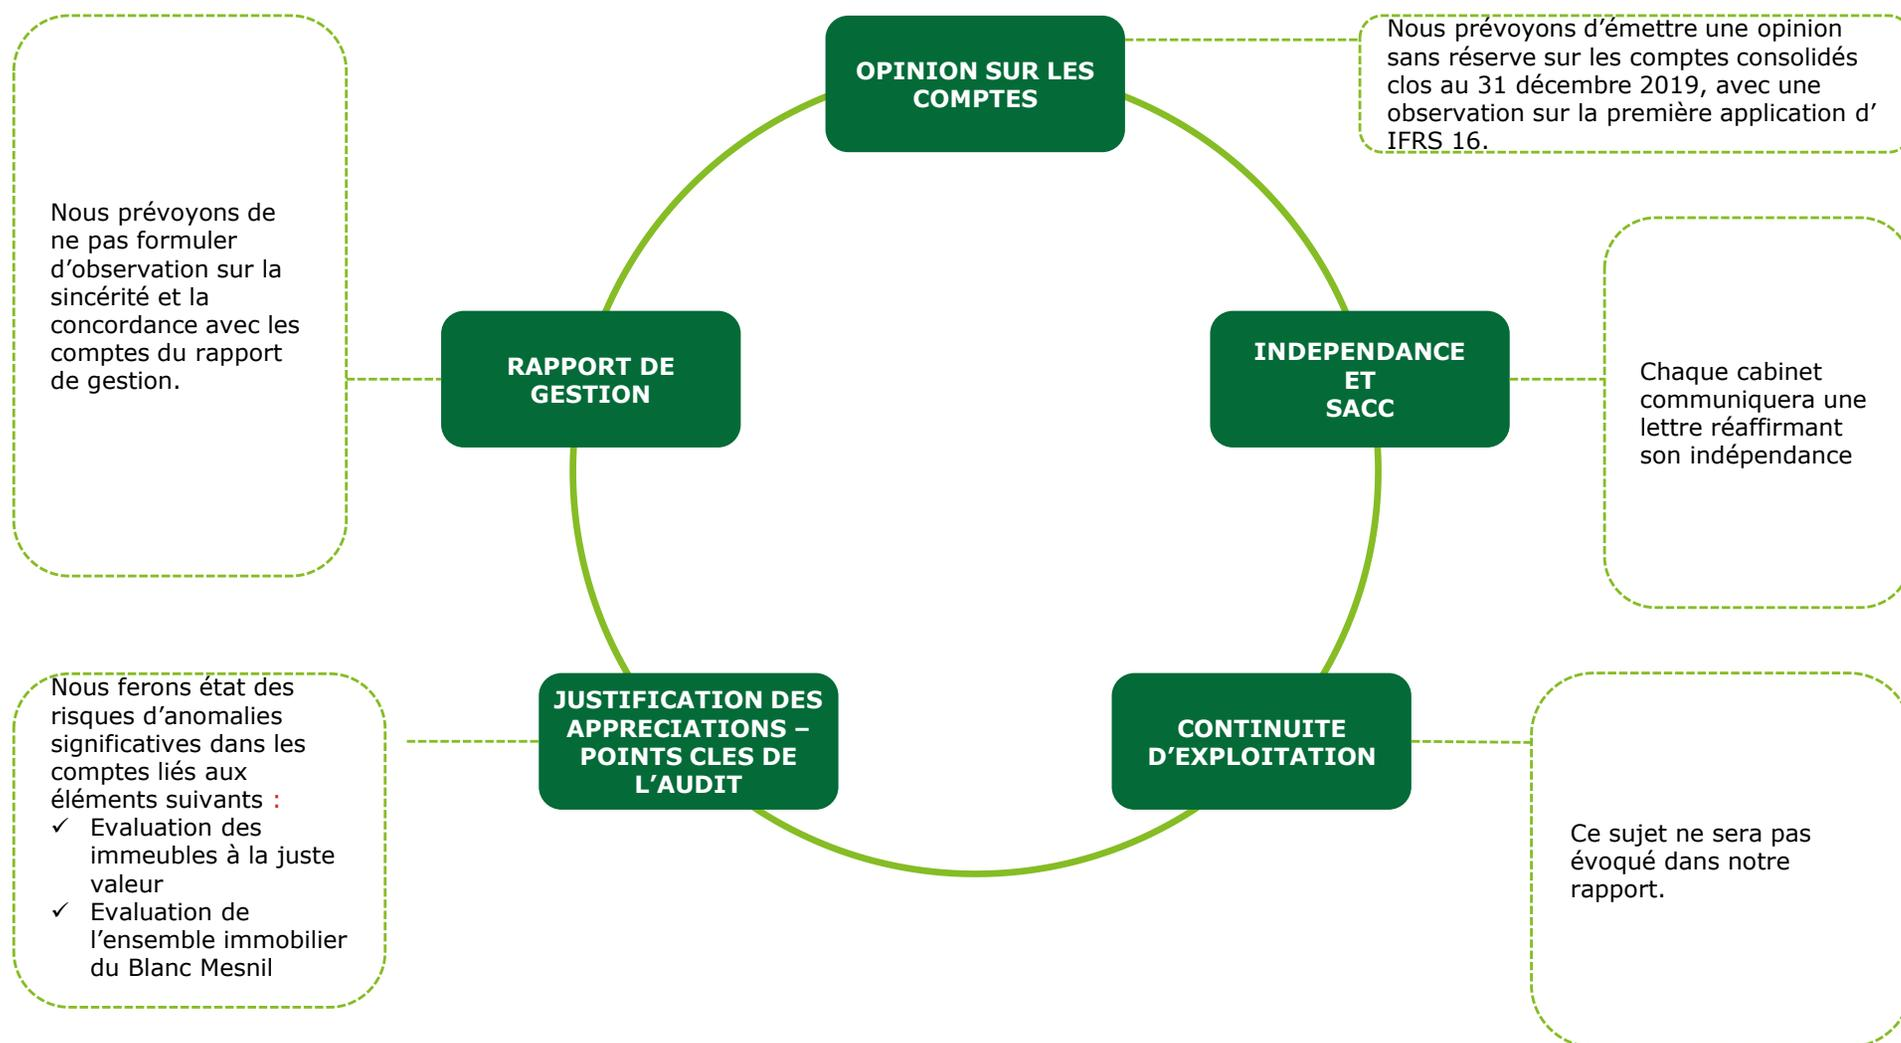 OPINION SUR LES
COMPTES
Nous prévoyons d’émettre une opinion
sans réserve sur les comptes consolidés
clos au 31 décembre 2019, avec une
observation sur la première application d’
IFRS 16.
Nous prévoyons de
ne pas formuler
d’observation sur la
sincérité et la
concordance avec les
comptes du rapport
de gestion.
RAPPORT DE
GESTION
INDEPENDANCE
ET
SACC
Chaque cabinet
communiquera une
lettre réaffirmant
son indépendance
Nous ferons état des
risques d’anomalies
significatives dans les
comptes liés aux
éléments suivants :
✓ Evaluation des
immeubles à la juste
valeur
✓ Evaluation de
l’ensemble immobilier
du Blanc Mesnil
JUSTIFICATION DES
APPRECIATIONS –
POINTS CLES DE
L’AUDIT
CONTINUITE
D’EXPLOITATION
Ce sujet ne sera pas
évoqué dans notre
rapport.